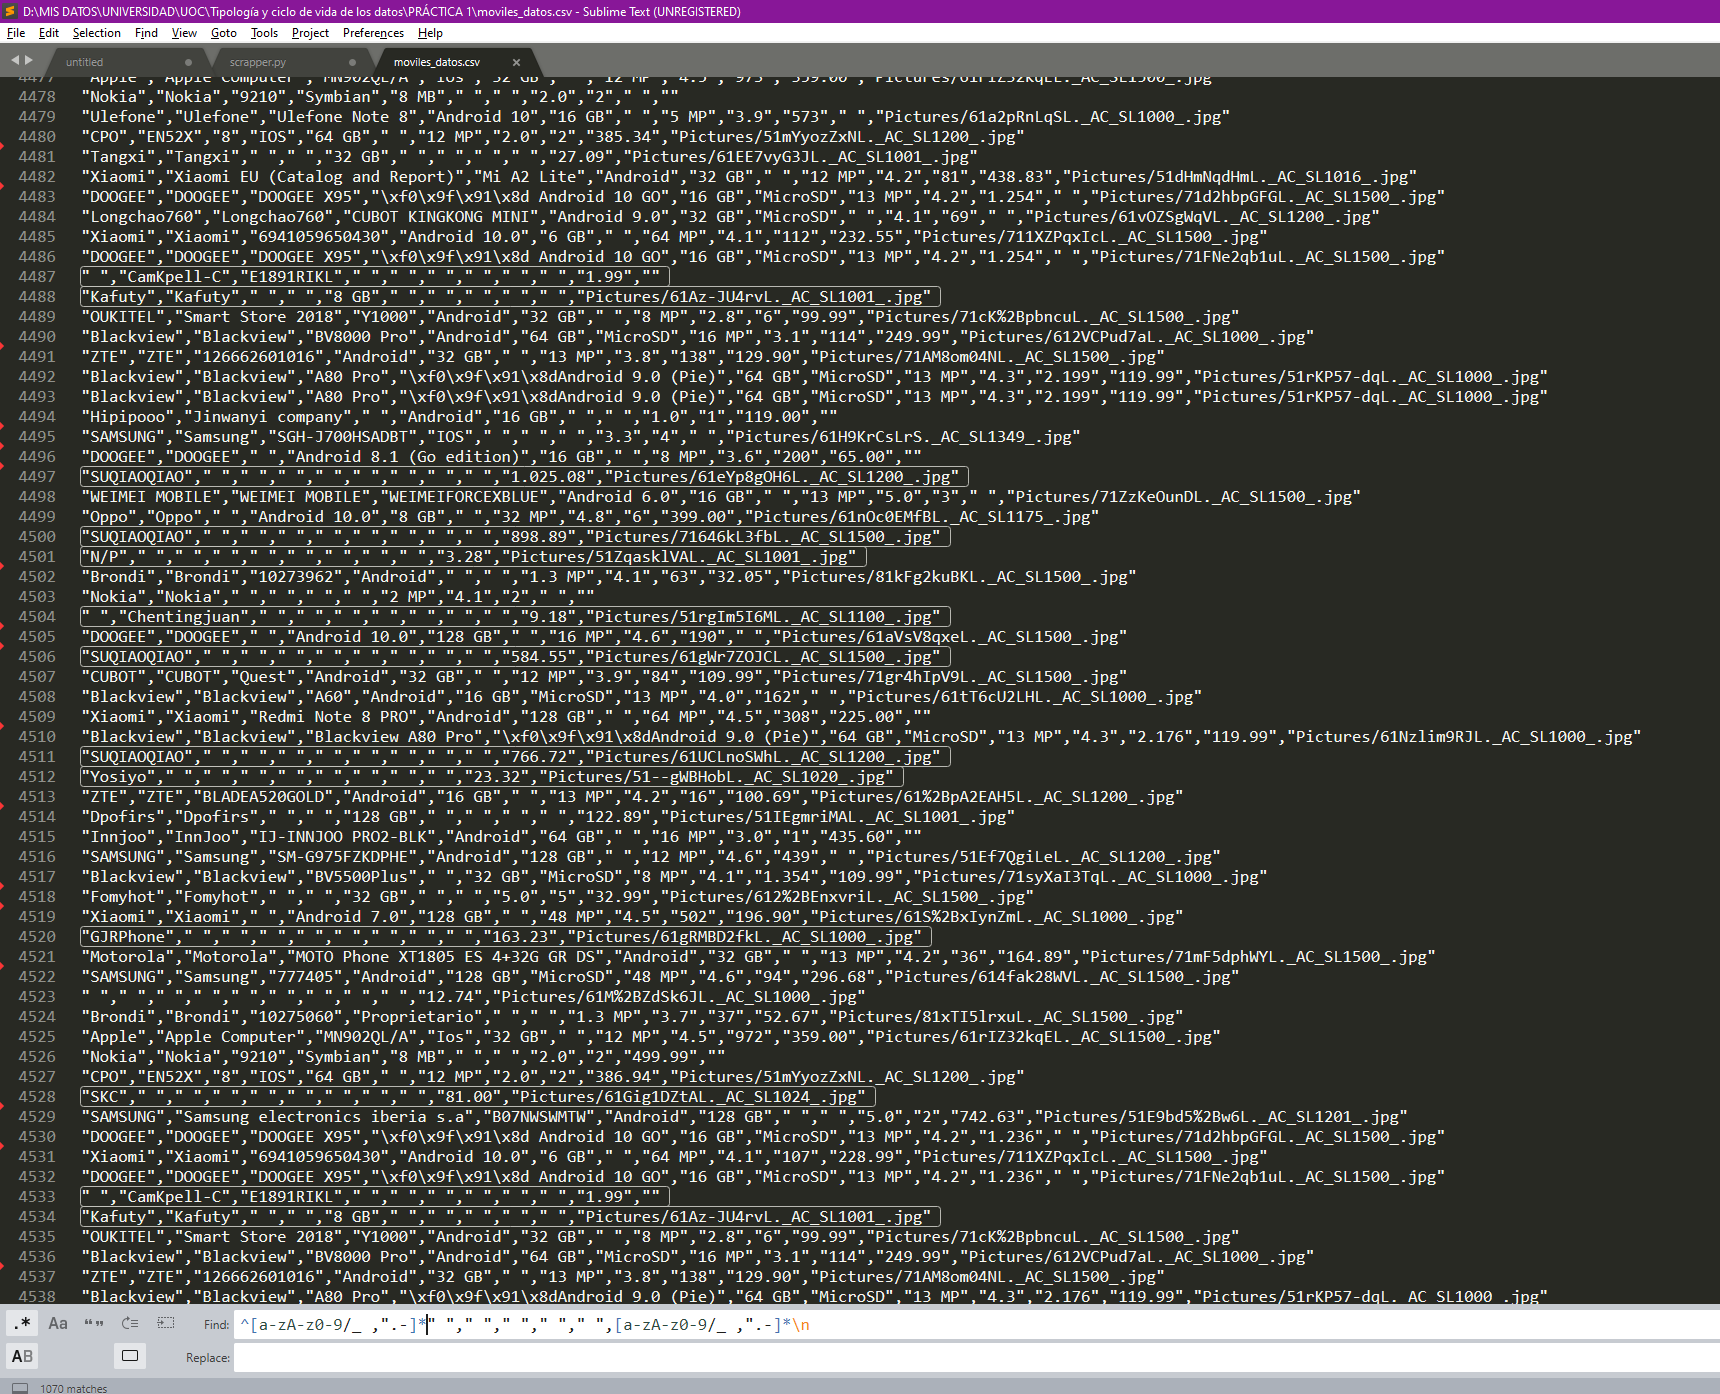 D:\MIS DATOS\UNIVERSIDAD\UOC\Tipología y ciclo de vida de los datos\PRÁCTICA 1\moviles_datos.csv - Sublime Text (UNREGISTERED)
File Edit Selection Find View Goto Tools Project Preferences Help
untitled scrapper.py moviles_datos.csv
4477 "Apple","Apple Computer","MN902QL/A","Ios","32 GB"," ","12 MP","4.5","973","359.00","Pictures/61rIZ32kqEL._AC_SL1500_.jpg"
4478 "Nokia","Nokia","9210","Symbian","8 MB"," "," ","2.0","2"," ",""
4479 "Ulefone","Ulefone","Ulefone Note 8","Android 10","16 GB"," ","5 MP","3.9","573"," ","Pictures/61a2pRnLqSL._AC_SL1000_.jpg"
4480 "CPO","EN52X","8","IOS","64 GB"," ","12 MP","2.0","2","385.34","Pictures/51mYyozZxNL._AC_SL1200_.jpg"
4481 "Tangxi","Tangxi"," "," ","32 GB"," "," "," "," ","27.09","Pictures/61EE7vyG3JL._AC_SL1001_.jpg"
4482 "Xiaomi","Xiaomi EU (Catalog and Report)","Mi A2 Lite","Android","32 GB"," ","12 MP","4.2","81","438.83","Pictures/51dHmNqdHmL._AC_SL1016_.jpg"
4483 "DOOGEE","DOOGEE","DOOGEE X95","\xf0\x9f\x91\x8d Android 10 GO","16 GB","MicroSD","13 MP","4.2","1.254"," ","Pictures/71d2hbpGFGL._AC_SL1500_.jpg"
4484 "Longchao760","Longchao760","CUBOT KINGKONG MINI","Android 9.0","32 GB","MicroSD"," ","4.1","69"," ","Pictures/61vOZSgWqVL._AC_SL1200_.jpg"
4485 "Xiaomi","Xiaomi","6941059650430","Android 10.0","6 GB"," ","64 MP","4.1","112","232.55","Pictures/711XZPqxIcL._AC_SL1500_.jpg"
4486 "DOOGEE","DOOGEE","DOOGEE X95","\xf0\x9f\x91\x8d Android 10 GO","16 GB","MicroSD","13 MP","4.2","1.254"," ","Pictures/71FNe2qb1uL._AC_SL1500_.jpg"
4487 " ","CamKpell-C","E1891RIKL"," "," "," "," "," "," ","1.99",""
4488 "Kafuty","Kafuty"," "," ","8 GB"," "," "," "," "," ","Pictures/61Az-JU4rvL._AC_SL1001_.jpg"
4489 "OUKITEL","Smart Store 2018","Y1000","Android","32 GB"," ","8 MP","2.8","6","99.99","Pictures/71cK%2BpbncuL._AC_SL1500_.jpg"
4490 "Blackview","Blackview","BV8000 Pro","Android","64 GB","MicroSD","16 MP","3.1","114","249.99","Pictures/612VCPud7aL._AC_SL1000_.jpg"
4491 "ZTE","ZTE","126662601016","Android","32 GB"," ","13 MP","3.8","138","129.90","Pictures/71AM8om04NL._AC_SL1500_.jpg"
4492 "Blackview","Blackview","A80 Pro","\xf0\x9f\x91\x8dAndroid 9.0 (Pie)","64 GB","MicroSD","13 MP","4.3","2.199","119.99","Pictures/51rKP57-dqL._AC_SL1000_.jpg"
4493 "Blackview","Blackview","A80 Pro","\xf0\x9f\x91\x8dAndroid 9.0 (Pie)","64 GB","MicroSD","13 MP","4.3","2.199","119.99","Pictures/51rKP57-dqL._AC_SL1000_.jpg"
4494 "Hipipooo","Jinwanyi company"," ","Android","16 GB"," "," ","1.0","1","119.00",""
4495 "SAMSUNG","Samsung","SGH-J700HSADBT","IOS"," "," "," ","3.3","4"," ","Pictures/61H9KrCsLrS._AC_SL1349_.jpg"
4496 "DOOGEE","DOOGEE"," ","Android 8.1 (Go edition)","16 GB"," ","8 MP","3.6","200","65.00",""
4497 "SUQIAOQIAO"," "," "," "," "," "," "," "," ","1.025.08","Pictures/61eYp8gOH6L._AC_SL1200_.jpg"
4498 "WEIMEI MOBILE","WEIMEI MOBILE","WEIMEIFORCEXBLUE","Android 6.0","16 GB"," ","13 MP","5.0","3"," ","Pictures/71ZzKeOunDL._AC_SL1500_.jpg"
4499 "Oppo","Oppo"," ","Android 10.0","8 GB"," ","32 MP","4.8","6","399.00","Pictures/61nOc0EMfBL._AC_SL1175_.jpg"
4500 "SUQIAOQIAO"," "," "," "," "," "," "," "," ","898.89","Pictures/71646kL3fbL._AC_SL1500_.jpg"
4501 "N/P"," "," "," "," "," "," "," "," ","3.28","Pictures/51ZqasklVAL._AC_SL1001_.jpg"
4502 "Brondi","Brondi","10273962","Android"," "," ","1.3 MP","4.1","63","32.05","Pictures/81kFg2kuBKL._AC_SL1500_.jpg"
4503 "Nokia","Nokia"," "," "," "," ","2 MP","4.1","2"," ",""
4504 " ","Chentingjuan"," "," "," "," "," "," "," ","9.18","Pictures/51rgIm5I6ML._AC_SL1100_.jpg"
4505 "DOOGEE","DOOGEE"," ","Android 10.0","128 GB"," ","16 MP","4.6","190"," ","Pictures/61aVsV8qxeL._AC_SL1500_.jpg"
4506 "SUQIAOQIAO"," "," "," "," "," "," "," "," ","584.55","Pictures/61gWr7ZOJCL._AC_SL1500_.jpg"
4507 "CUBOT","CUBOT","Quest","Android","32 GB"," ","12 MP","3.9","84","109.99","Pictures/71gr4hIpV9L._AC_SL1500_.jpg"
4508 "Blackview","Blackview","A60","Android","16 GB","MicroSD","13 MP","4.0","162"," ","Pictures/61tT6cU2LHL._AC_SL1000_.jpg"
4509 "Xiaomi","Xiaomi","Redmi Note 8 PRO","Android","128 GB"," ","64 MP","4.5","308","225.00",""
4510 "Blackview","Blackview","Blackview A80 Pro","\xf0\x9f\x91\x8dAndroid 9.0 (Pie)","64 GB","MicroSD","13 MP","4.3","2.176","119.99","Pictures/61Nzlim9RJL._AC_SL1000_.jpg"
4511 "SUQIAOQIAO"," "," "," "," "," "," "," "," ","766.72","Pictures/61UCLnoSWhL._AC_SL1200_.jpg"
4512 "Yosiyo"," "," "," "," "," "," "," "," ","23.32","Pictures/51--gWBHobL._AC_SL1020_.jpg"
4513 "ZTE","ZTE","BLADEA520GOLD","Android","16 GB"," ","13 MP","4.2","16","100.69","Pictures/61%2BpA2EAH5L._AC_SL1200_.jpg"
4514 "Dpofirs","Dpofirs"," "," ","128 GB"," "," "," "," ","122.89","Pictures/51IEgmriMAL._AC_SL1001_.jpg"
4515 "Innjoo","InnJoo","IJ-INNJOO PRO2-BLK","Android","64 GB"," ","16 MP","3.0","1","435.60",""
4516 "SAMSUNG","Samsung","SM-G975FZKDPHE","Android","128 GB"," ","12 MP","4.6","439"," ","Pictures/51Ef7QgiLeL._AC_SL1200_.jpg"
4517 "Blackview","Blackview","BV5500Plus"," ","32 GB","MicroSD","8 MP","4.1","1.354","109.99","Pictures/71syXaI3TqL._AC_SL1000_.jpg"
4518 "Fomyhot","Fomyhot"," "," ","32 GB"," "," ","5.0","5","32.99","Pictures/612%2BEnxvriL._AC_SL1500_.jpg"
4519 "Xiaomi","Xiaomi"," ","Android 7.0","128 GB"," ","48 MP","4.5","502","196.90","Pictures/61S%2BxIynZmL._AC_SL1000_.jpg"
4520 "GJRPhone"," "," "," "," "," "," "," "," ","163.23","Pictures/61gRMBD2fkL._AC_SL1000_.jpg"
4521 "Motorola","Motorola","MOTO Phone XT1805 ES 4+32G GR DS","Android","32 GB"," ","13 MP","4.2","36","164.89","Pictures/71mF5dphWYL._AC_SL1500_.jpg"
4522 "SAMSUNG","Samsung","777405","Android","128 GB","MicroSD","48 MP","4.6","94","296.68","Pictures/614fak28WVL._AC_SL1500_.jpg"
4523 " "," "," "," "," "," "," "," "," ","12.74","Pictures/61M%2BZdSk6JL._AC_SL1000_.jpg"
4524 "Brondi","Brondi","10275060","Proprietario"," "," ","1.3 MP","3.7","37","52.67","Pictures/81xTI5lrxuL._AC_SL1500_.jpg"
4525 "Apple","Apple Computer","MN902QL/A","Ios","32 GB"," ","12 MP","4.5","972","359.00","Pictures/61rIZ32kqEL._AC_SL1500_.jpg"
4526 "Nokia","Nokia","9210","Symbian","8 MB"," "," ","2.0","2","499.99",""
4527 "CPO","EN52X","8","IOS","64 GB"," ","12 MP","2.0","2","386.94","Pictures/51mYyozZxNL._AC_SL1200_.jpg"
4528 "SKC"," "," "," "," "," "," "," "," ","81.00","Pictures/61Gig1DZtAL._AC_SL1024_.jpg"
4529 "SAMSUNG","Samsung electronics iberia s.a","B07NWSWMTW","Android","128 GB"," "," ","5.0","2","742.63","Pictures/51E9bd5%2Bw6L._AC_SL1201_.jpg"
4530 "DOOGEE","DOOGEE","DOOGEE X95","\xf0\x9f\x91\x8d Android 10 GO","16 GB","MicroSD","13 MP","4.2","1.236"," ","Pictures/71d2hbpGFGL._AC_SL1500_.jpg"
4531 "Xiaomi","Xiaomi","6941059650430","Android 10.0","6 GB"," ","64 MP","4.1","107","228.99","Pictures/711XZPqxIcL._AC_SL1500_.jpg"
4532 "DOOGEE","DOOGEE","DOOGEE X95","\xf0\x9f\x91\x8d Android 10 GO","16 GB","MicroSD","13 MP","4.2","1.236"," ","Pictures/71FNe2qb1uL._AC_SL1500_.jpg"
4533 " ","CamKpell-C","E1891RIKL"," "," "," "," "," "," ","1.99",""
4534 "Kafuty","Kafuty"," "," ","8 GB"," "," "," "," "," ","Pictures/61Az-JU4rvL._AC_SL1001_.jpg"
4535 "OUKITEL","Smart Store 2018","Y1000","Android","32 GB"," ","8 MP","2.8","6","99.99","Pictures/71cK%2BpbncuL._AC_SL1500_.jpg"
4536 "Blackview","Blackview","BV8000 Pro","Android","64 GB","MicroSD","16 MP","3.1","114","249.99","Pictures/612VCPud7aL._AC_SL1000_.jpg"
4537 "ZTE","ZTE","126662601016","Android","32 GB"," ","13 MP","3.8","138","129.90","Pictures/71AM8om04NL._AC_SL1500_.jpg"
4538 "Blackview","Blackview","A80 Pro","\xf0\x9f\x91\x8dAndroid 9.0 (Pie)","64 GB","MicroSD","13 MP","4.3","2.176","119.99","Pictures/51rKP57-dqL._AC_SL1000_.jpg"
.* Aa “” Find: ^[a-zA-z0-9/_ ,".-]*" "," "," "," "," ",[a-zA-z0-9/_ ,".-]*\n
AB Replace:
1070 matches